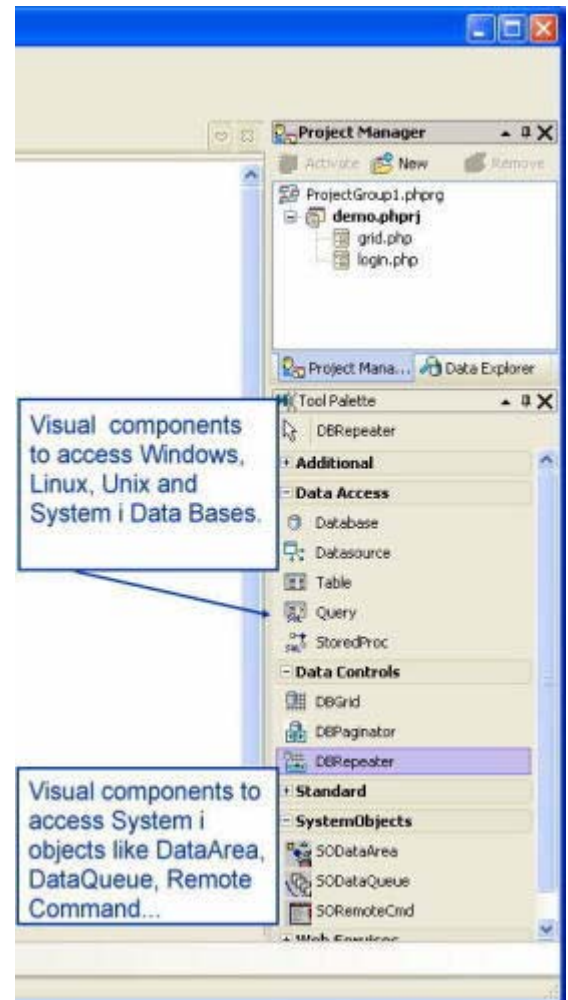 Project Manager
Activate New Remove
ProjectGroup1.phprg
demo.phprj
grid.php
login.php
Project Mana... Data Explorer
Visual components
to access Windows,
Linux, Unix and
System i Data Bases.
Tool Palette
DBRepeater
Additional
Data Access
Database
Datasource
Table
Query
StoredProc
Data Controls
DBGrid
DBPaginator
DBRepeater
Visual components to
access System i
objects like DataArea,
DataQueue, Remote
Command...
Standard
SystemObjects
SODataArea
SODataQueue
SORemoteCmd
Web Services